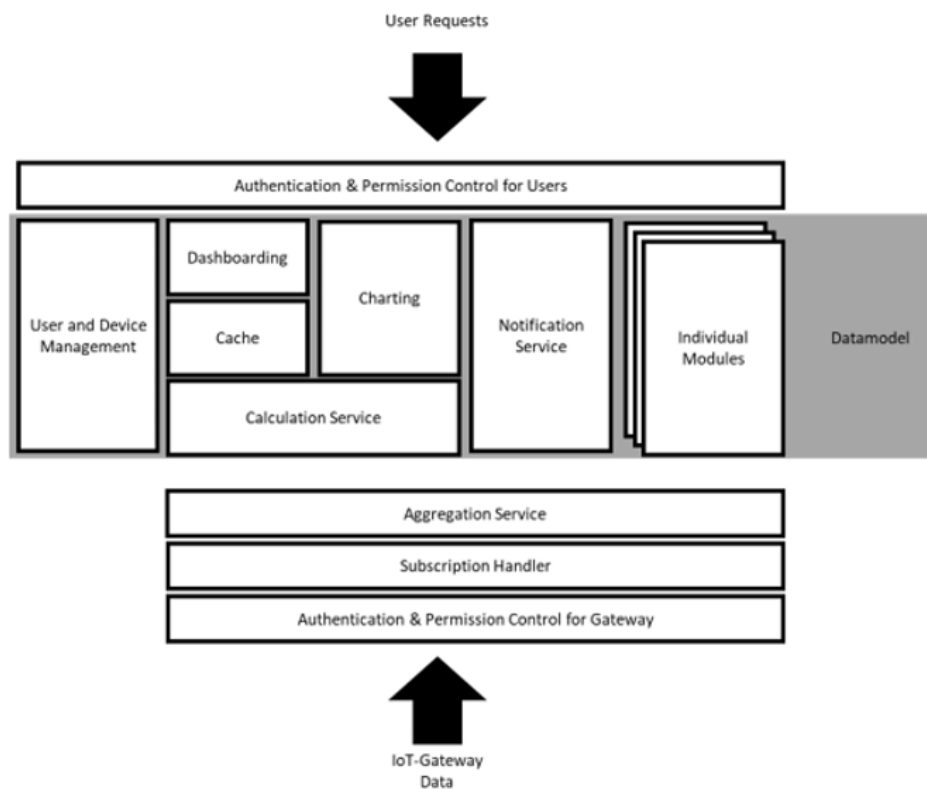 User Requests
Authentication & Permission Control for Users
User and Device
Management
Dashboarding
Cache
Charting
Calculation Service
Notification
Service
Individual
Modules
Datamodel
Aggregation Service
Subscription Handler
Authentication & Permission Control for Gateway
IoT-Gateway
Data